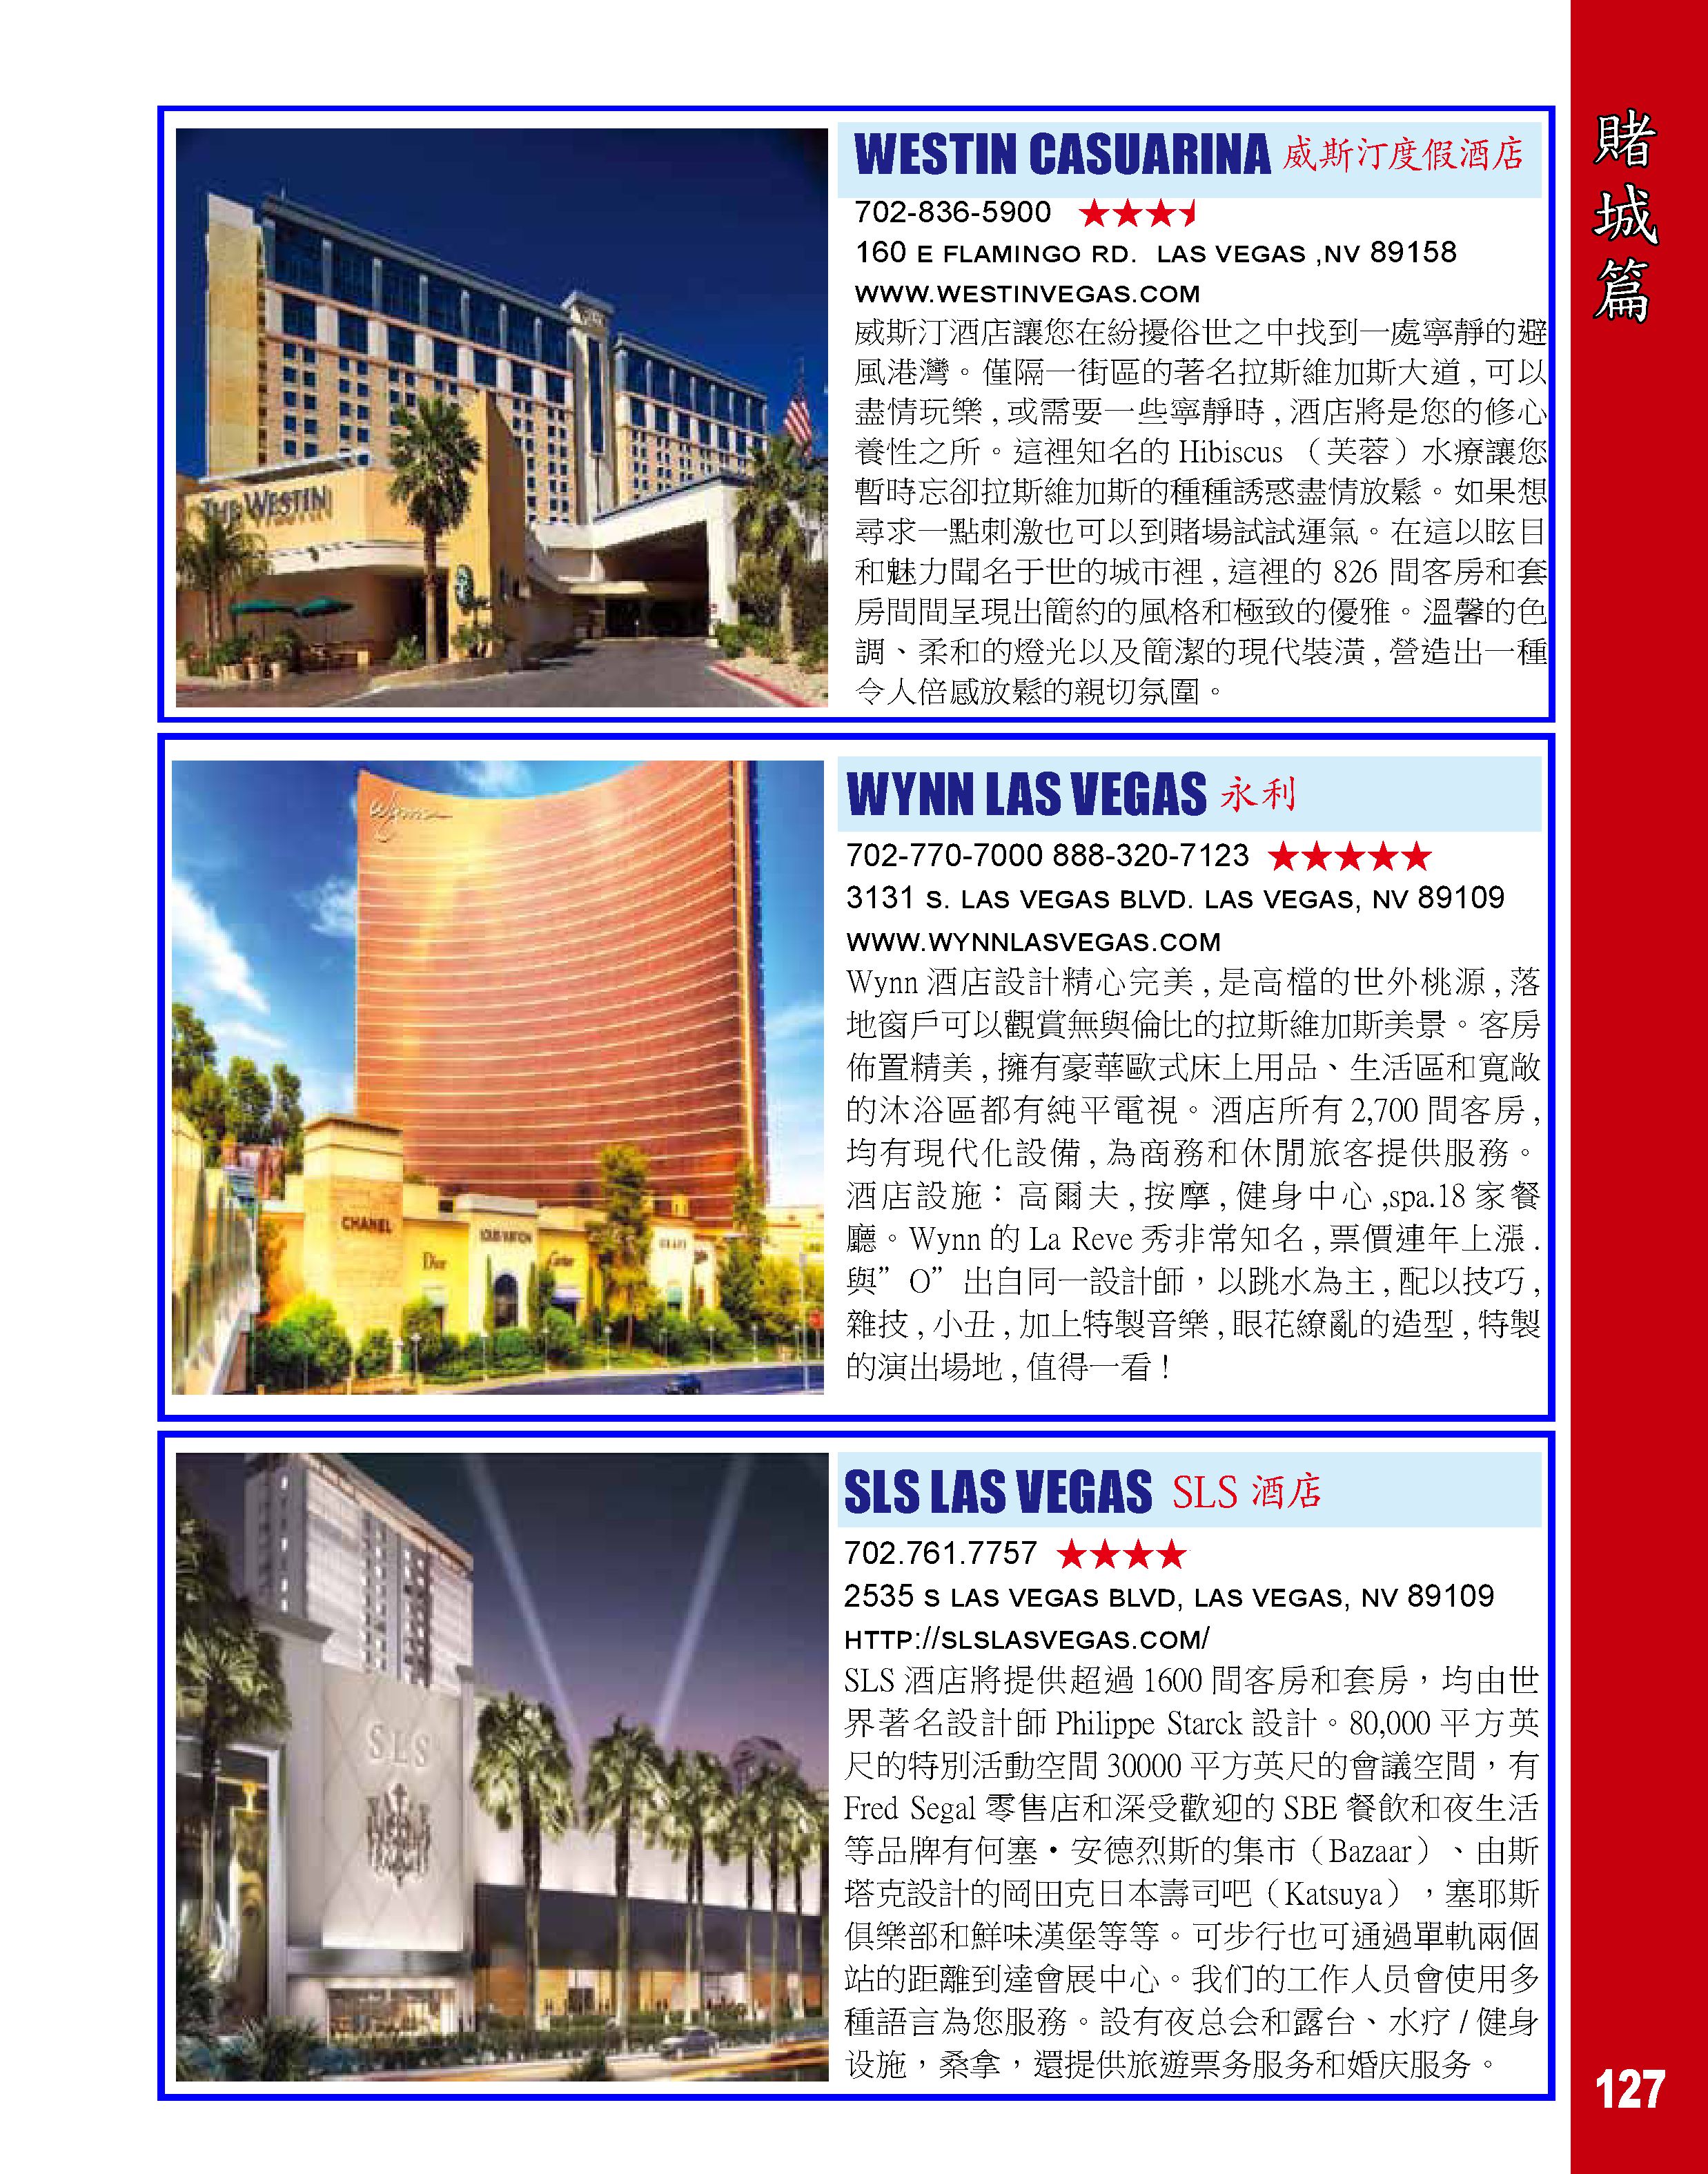 賭城篇
THE WESTIN
WESTIN CASUARINA 威斯汀度假酒店
702-836-5900 ★★★
160 E FLAMINGO RD. LAS VEGAS ,NV 89158
WWW.WESTINVEGAS.COM
威斯汀酒店讓您在紛擾俗世之中找到一處寧靜的避
風港灣。僅隔一街區的著名拉斯維加斯大道,可以
盡情玩樂,或需要一些寧靜時,酒店將是您的修心
養性之所。這裡知名的 Hibiscus （芙蓉）水療讓您
暫時忘卻拉斯維加斯的種種誘惑盡情放鬆。如果想
尋求一點刺激也可以到賭場試試運氣。在這以眩目
和魅力聞名于世的城市裡,這裡的 826 間客房和套
房間間呈現出簡約的風格和極致的優雅。溫馨的色
調、柔和的燈光以及簡潔的現代裝潢,營造出一種
令人倍感放鬆的親切氛圍。
Wynn
CHANEL
Dior
LOUIS VUITTON
Cartier
WYNN LAS VEGAS 永利
702-770-7000 888-320-7123 ★★★★★
3131 S. LAS VEGAS BLVD. LAS VEGAS, NV 89109
WWW.WYNNLASVEGAS.COM
Wynn 酒店設計精心完美,是高檔的世外桃源,落
地窗戶可以觀賞無與倫比的拉斯維加斯美景。客房
佈置精美,擁有豪華歐式床上用品、生活區和寬敞
的沐浴區都有純平電視。酒店所有 2,700 間客房,
均有現代化設備,為商務和休閒旅客提供服務。
酒店設施：高爾夫,按摩,健身中心,spa.18 家餐
廳。Wynn 的 La Reve 秀非常知名,票價連年上漲.
與”O”出自同一設計師，以跳水為主,配以技巧,
雜技,小丑,加上特製音樂,眼花繚亂的造型,特製
的演出場地,值得一看!
SLS
SLS LAS VEGAS SLS 酒店
702.761.7757 ★★★★
2535 S LAS VEGAS BLVD, LAS VEGAS, NV 89109
HTTP://SLSLASVEGAS.COM/
SLS 酒店將提供超過 1600 間客房和套房，均由世
界著名設計師 Philippe Starck 設計。80,000 平方英
尺的特別活動空間 30000 平方英尺的會議空間，有
Fred Segal 零售店和深受歡迎的 SBE 餐飲和夜生活
等品牌有何塞・安德烈斯的集市（Bazaar）、由斯
塔克設計的岡田克日本壽司吧（Katsuya），塞耶斯
俱樂部和鮮味漢堡等等。可步行也可通過單軌兩個
站的距離到達會展中心。我们的工作人员會使用多
種語言為您服務。設有夜总会和露台、水疗 / 健身
设施，桑拿，還提供旅遊票务服务和婚庆服务。
127